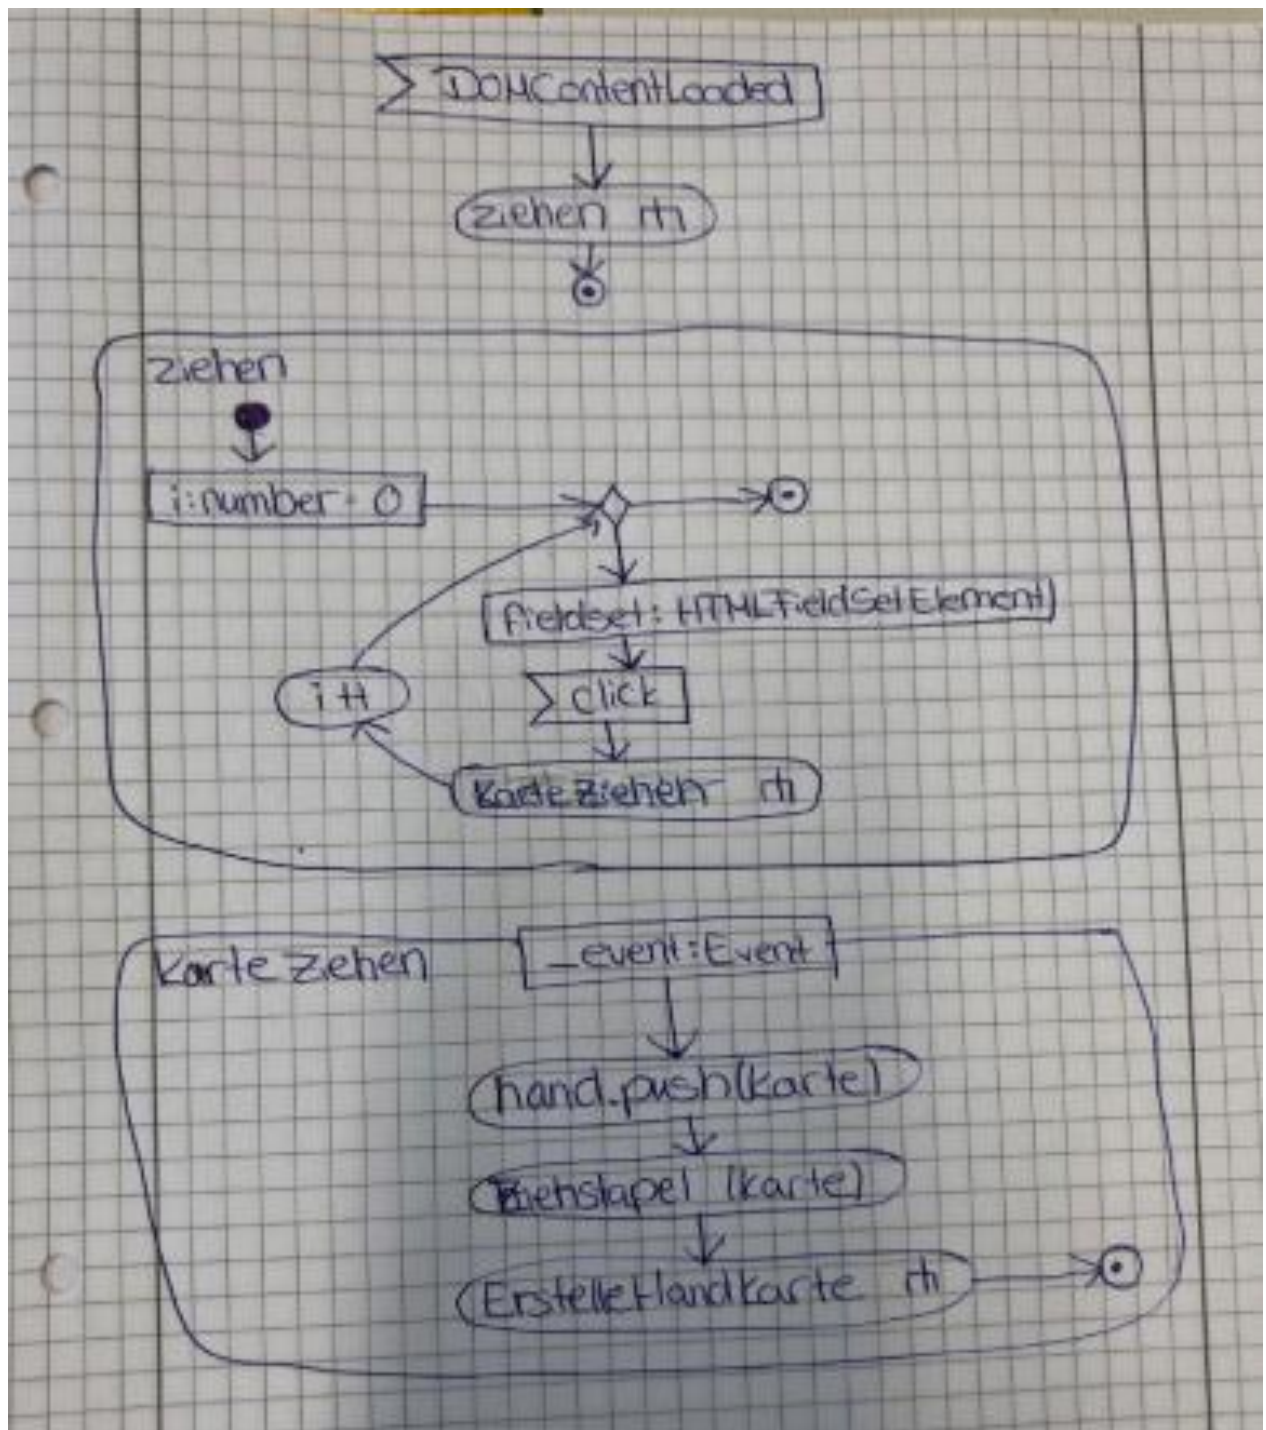 DOMContentLoaded
ziehen
ziehen
i:number = 0
fieldset: HTMLFieldSetElement
i++
click
Karte ziehen
Karte ziehen
_event:Event
hand.push(Karte)
Ziehstapel (Karte)
ErstelleHandkarte